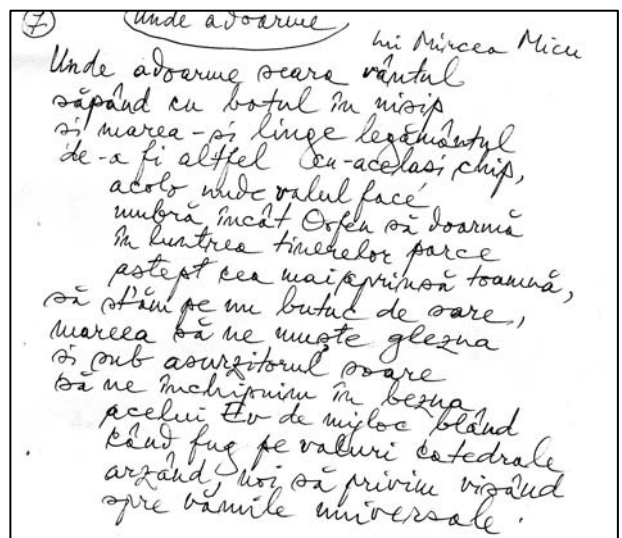 7
Unde adoarme,
lui Mircea Micu
Unde adoarme seara vântul
săpând cu botul în nisip
și marea-și linge legământul
de-a fi altfel cu-același chip,
acolo unde valul face
umbră încât Orfeu să doarmă
în luntrea tinerelor parce
aștept cea mai aprinsă toamnă,
să stăm pe un butuc de sare,
mareea să ne muște glezna
și sub asurzitorul soare
să ne închipuim în bezna
acelui Ev de mijloc blând
când fug pe valuri catedrale
arzând, noi să privim visând
spre vămile universale.